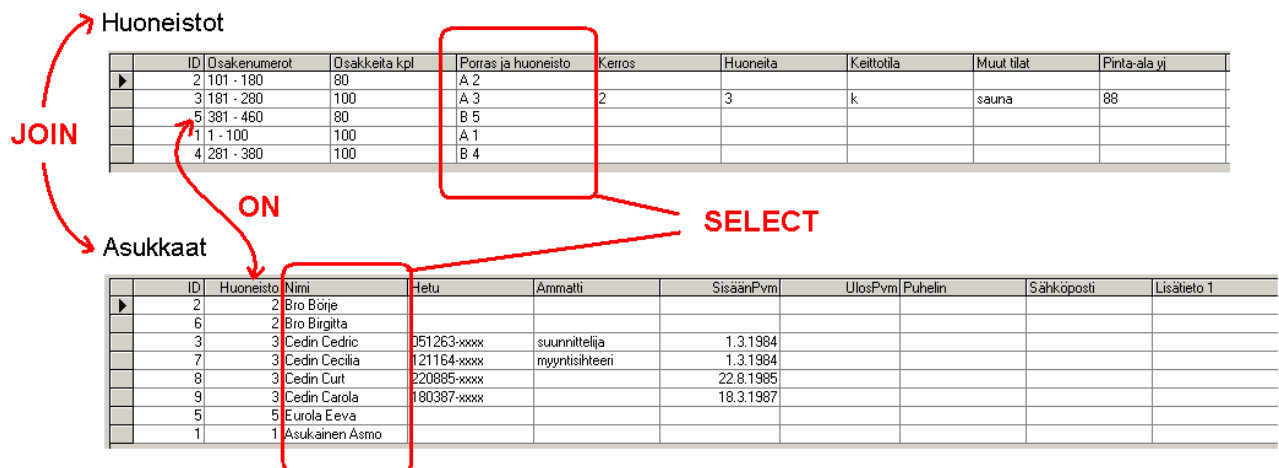 Huoneistot
ID Osakenumerot Osakkeita kpl Porras ja huoneisto Kerros Huoneita Keittotila Muut tilat Pinta-ala yj
2 101 - 180 80 A 2
3 181 - 280 100 A 3 2 3 k sauna 88
5 381 - 460 80 B 5
1 1 - 100 100 A 1
4 281 - 380 100 B 4
JOIN
ON
SELECT
Asukkaat
ID Huoneisto Nimi Hetu Ammatti SisäänPvm UlosPvm Puhelin Sähköposti Lisätieto 1
2 2 Bro Börje
6 2 Bro Birgitta
3 3 Cedin Cedric 051263-xxxx suunnittelija 1.3.1984
7 3 Cedin Cecilia 121164-xxxx myyntisihteeri 1.3.1984
8 3 Cedin Curt 220885-xxxx 22.8.1985
9 3 Cedin Carola 180387-xxxx 18.3.1987
5 5 Eurola Eeva
1 1 Asukainen Asmo